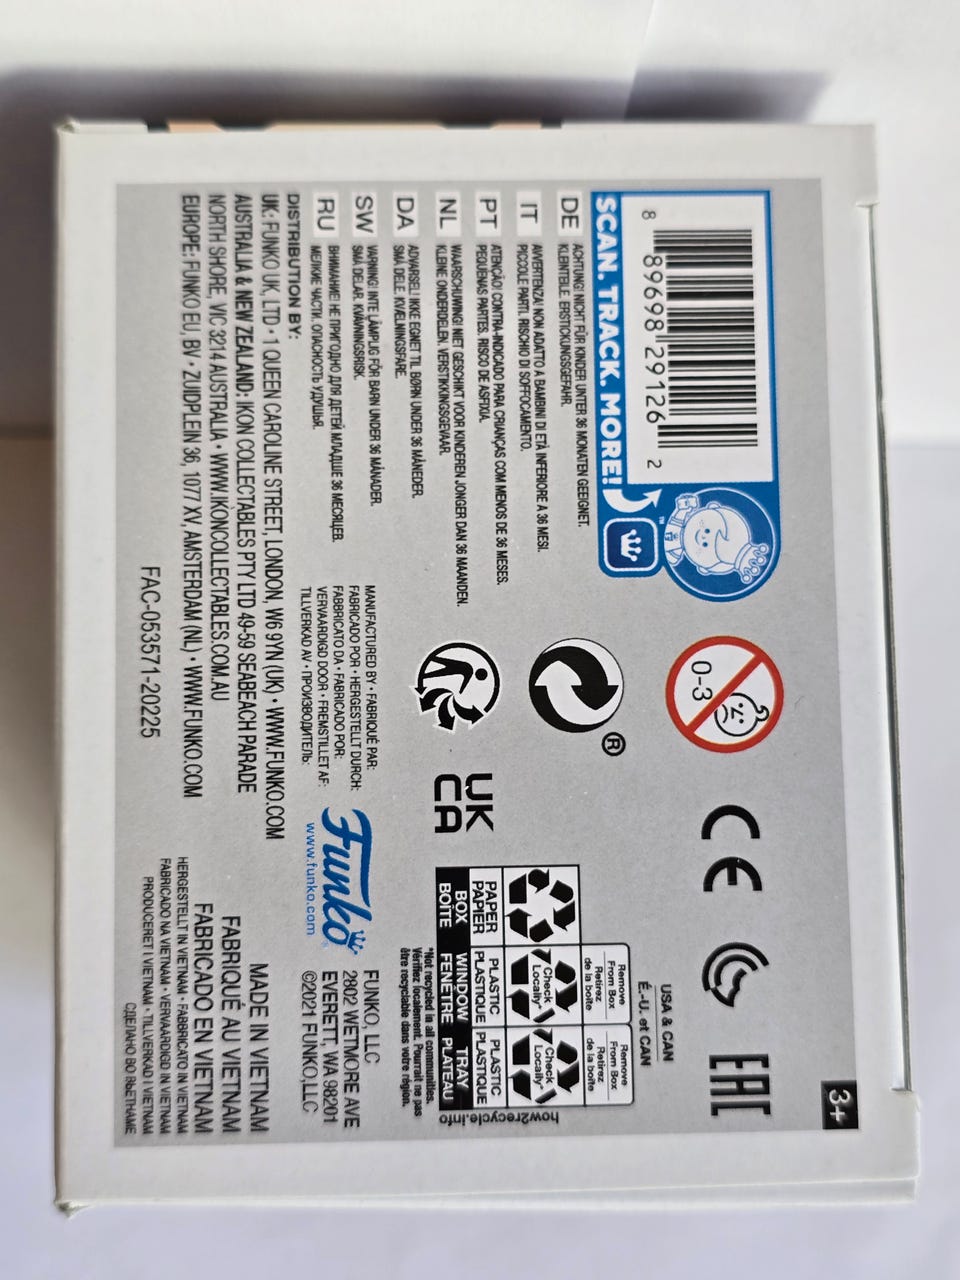 8 89698 29126 2
SCAN. TRACK. MORE!
TM
0-3
CE
EAC
3+
DE ACHTUNG! NICHT FÜR KINDER UNTER 36 MONATEN GEEIGNET.
KLEINTEILE. ERSTICKUNGSGEFAHR.
IT AVVERTENZA! NON ADATTO A BAMBINI DI ETÀ INFERIORE A 36 MESI.
PICCOLE PARTI. RISCHIO DI SOFFOCAMENTO.
PT ATENÇÃO! CONTRA-INDICADO PARA CRIANÇAS COM MENOS DE 36 MESES.
PEQUENAS PARTES. RISCO DE ASFIXIA.
NL WAARSCHUWING! NIET GESCHIKT VOOR KINDEREN JONGER DAN 36 MAANDEN.
KLEINE ONDERDELEN. VERSTIKKINGSGEVAAR.
DA ADVARSEL! IKKE EGNET TIL BØRN UNDER 36 MÅNEDER.
SMÅ DELE. KVÆLNINGSFARE.
SW VARNING! INTE LÄMPLIG FÖR BARN UNDER 36 MÅNADER.
SMÅ DELAR. KVÄVNINGSRISK.
RU ВНИМАНИЕ! НЕ ПРИГОДНО ДЛЯ ДЕТЕЙ МЛАДШЕ 36 МЕСЯЦЕВ.
МЕЛКИЕ ЧАСТИ. ОПАСНОСТЬ УДУШЬЯ.
®
UK
CA
USA & CAN
É.-U. et CAN
Remove From Box
Retirez de la boîte
Remove From Box
Retirez de la boîte
Check Locally*
Check Locally*
PAPER PLASTIC PLASTIC
PAPIER PLASTIQUE PLASTIQUE
BOX WINDOW TRAY
BOÎTE FENÊTRE PLATEAU
how2recycle.info
*Not recycled in all communities.
Vérifiez localement. Pourrait ne pas
être recyclable dans votre région.
MANUFACTURED BY • FABRIQUÉ PAR:
FABRICADO POR • HERGESTELLT DURCH:
FABBRICATO DA • FABRICADO POR:
VERVAARDIGD DOOR • FREMSTILLET AF:
TILLVERKAD AV • ПРОИЗВОДИТЕЛЬ:
Funko
www.funko.com
FUNKO, LLC
2802 WETMORE AVE
EVERETT, WA 98201
©2021 FUNKO,LLC
DISTRIBUTION BY:
UK: FUNKO UK, LTD • 1 QUEEN CAROLINE STREET, LONDON, W6 9YN (UK) • WWW.FUNKO.COM
AUSTRALIA & NEW ZEALAND: IKON COLLECTABLES PTY LTD 49-59 SEABEACH PARADE
NORTH SHORE, VIC 3214 AUSTRALIA • WWW.IKONCOLLECTABLES.COM.AU
EUROPE: FUNKO EU, BV • ZUIDPLEIN 36, 1077 XV, AMSTERDAM (NL) • WWW.FUNKO.COM
FAC-053571-20225
MADE IN VIETNAM
FABRIQUÉ AU VIETNAM
FABRICADO EN VIETNAM
HERGESTELLT IN VIETNAM • FABBRICATO IN VIETNAM
FABRICADO NA VIETNAM • VERVAARDIGD IN VIETNAM
PRODUCERET I VIETNAM • TILLVERKAD I VIETNAM
СДЕЛАНО ВО ВЬЕТНАМЕ